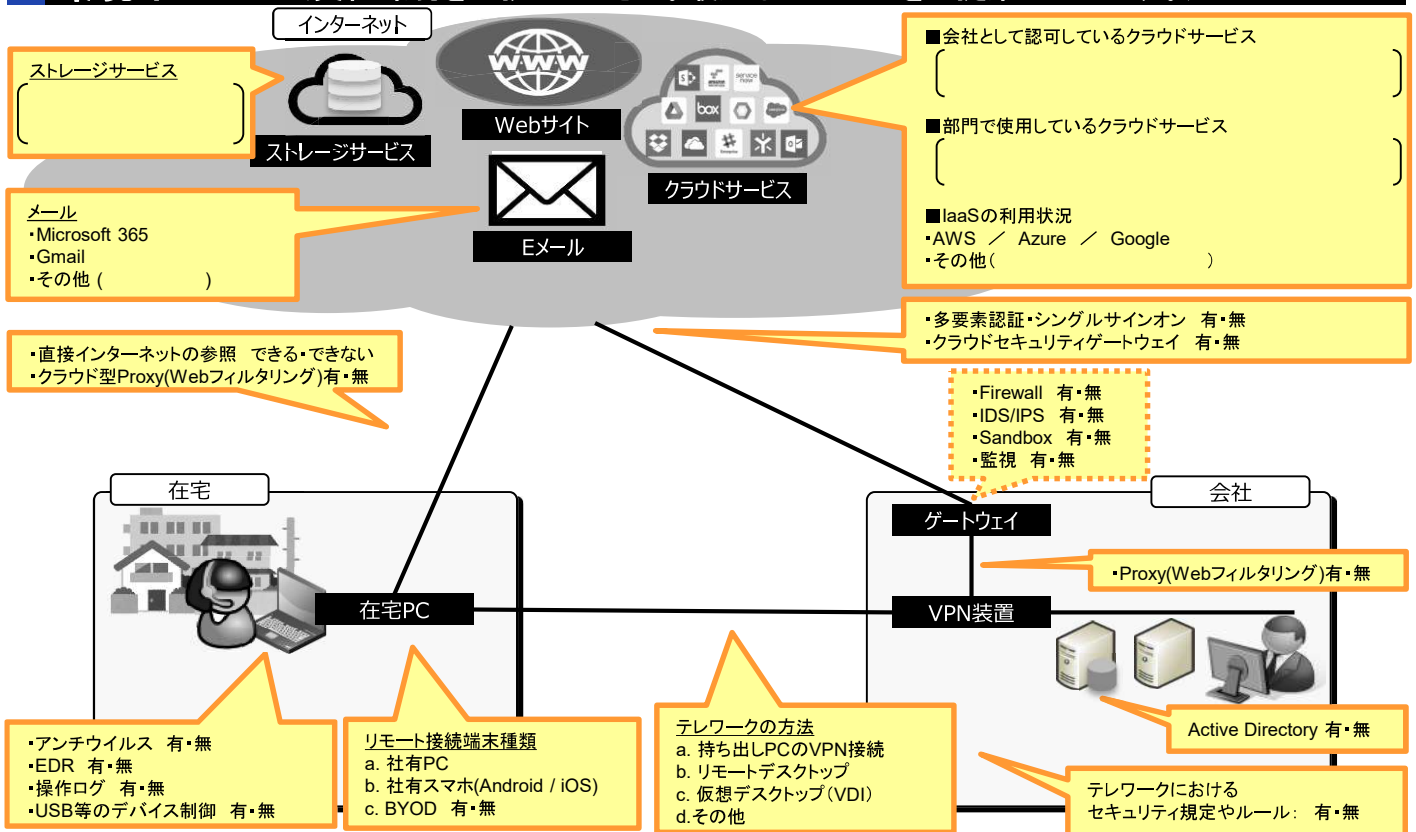 インターネット
ストレージサービス
ストレージサービス
WWW
Webサイト
box
クラウドサービス
Eメール
メール
・Microsoft 365
・Gmail
・その他 (　　　　　)
■会社として認可しているクラウドサービス
■部門で使用しているクラウドサービス
■IaaSの利用状況
・AWS ／ Azure ／ Google
・その他（　　　　　　　　　　）
・多要素認証・シングルサインオン 有・無
・クラウドセキュリティゲートウェイ 有・無
・直接インターネットの参照 できる・できない
・クラウド型Proxy(Webフィルタリング)有・無
・Firewall 有・無
・IDS/IPS 有・無
・Sandbox 有・無
・監視 有・無
在宅
会社
ゲートウェイ
・Proxy(Webフィルタリング)有・無
在宅PC
VPN装置
Active Directory 有・無
・アンチウイルス 有・無
・EDR 有・無
・操作ログ 有・無
・USB等のデバイス制御 有・無
リモート接続端末種類
a. 社有PC
b. 社有スマホ(Android / iOS)
c. BYOD 有・無
テレワークの方法
a. 持ち出しPCのVPN接続
b. リモートデスクトップ
c. 仮想デスクトップ（VDI）
d.その他
テレワークにおける
セキュリティ規定やルール： 有・無